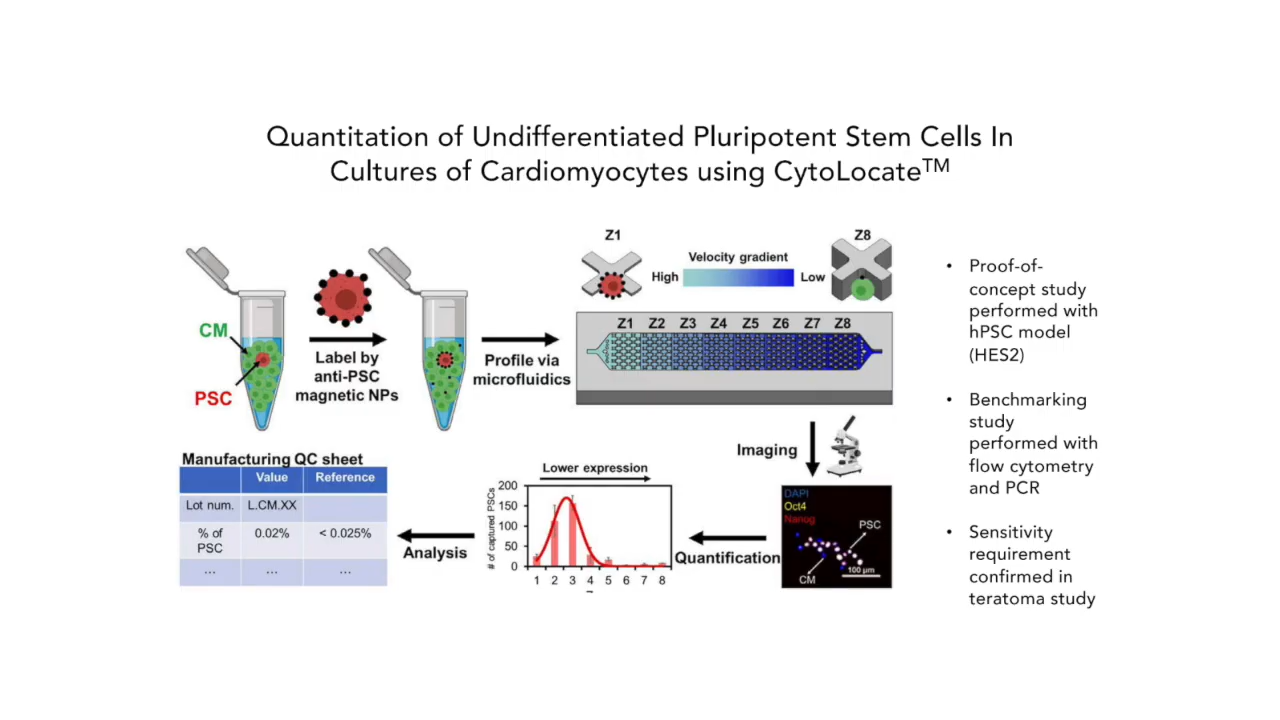 Quantitation of Undifferentiated Pluripotent Stem Cells In
Cultures of Cardiomyocytes using CytoLocate™
CM
PSC
Label by
anti-PSC
magnetic NPs
Profile via
microfluidics
Z1
Velocity gradient
High
Low
Z8
Z1 Z2 Z3 Z4 Z5 Z6 Z7 Z8
Imaging
DAPI
Oct4
Nanog
PSC
CM
100 μm
Quantification
Lower expression
# of captured PSCs
200
150
100
50
0
1 2 3 4 5 6 7 8
Analysis
Manufacturing QC sheet
Value Reference
Lot num. L.CM.XX
% of
PSC
0.02% < 0.025%
... ... ...
• Proof-of-
concept study
performed with
hPSC model
(HES2)
• Benchmarking
study
performed with
flow cytometry
and PCR
• Sensitivity
requirement
confirmed in
teratoma study